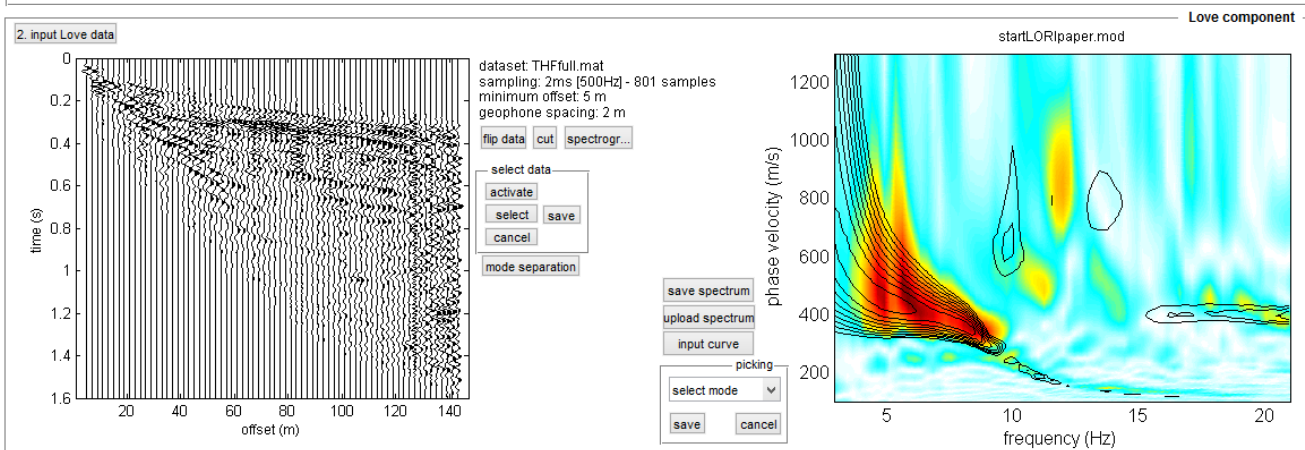 Love component
2. input Love data
0
0.2
0.4
0.6
0.8
1
1.2
1.4
1.6
time (s)
20
40
60
80
100
120
140
offset (m)
dataset: THFfull.mat
sampling: 2ms [500Hz] - 801 samples
minimum offset: 5 m
geophone spacing: 2 m
flip data
cut
spectrogr...
select data
activate
select
save
cancel
mode separation
save spectrum
upload spectrum
input curve
picking
select mode
save
cancel
startLORIpaper.mod
1200
1000
800
600
400
200
phase velocity (m/s)
5
10
15
20
frequency (Hz)